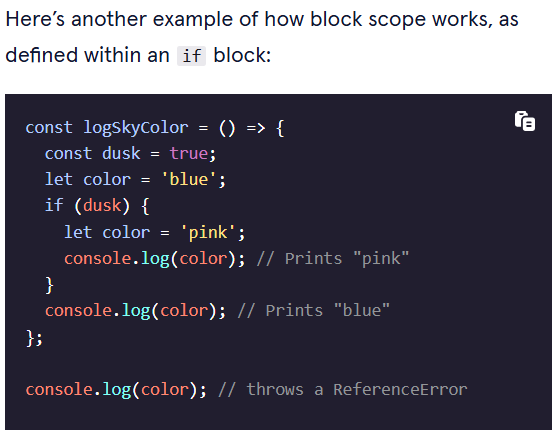 Here’s another example of how block scope works, as
defined within an if block:
const logSkyColor = () => {
  const dusk = true;
  let color = 'blue';
  if (dusk) {
    let color = 'pink';
    console.log(color); // Prints "pink"
  }
  console.log(color); // Prints "blue"
};

console.log(color); // throws a ReferenceError